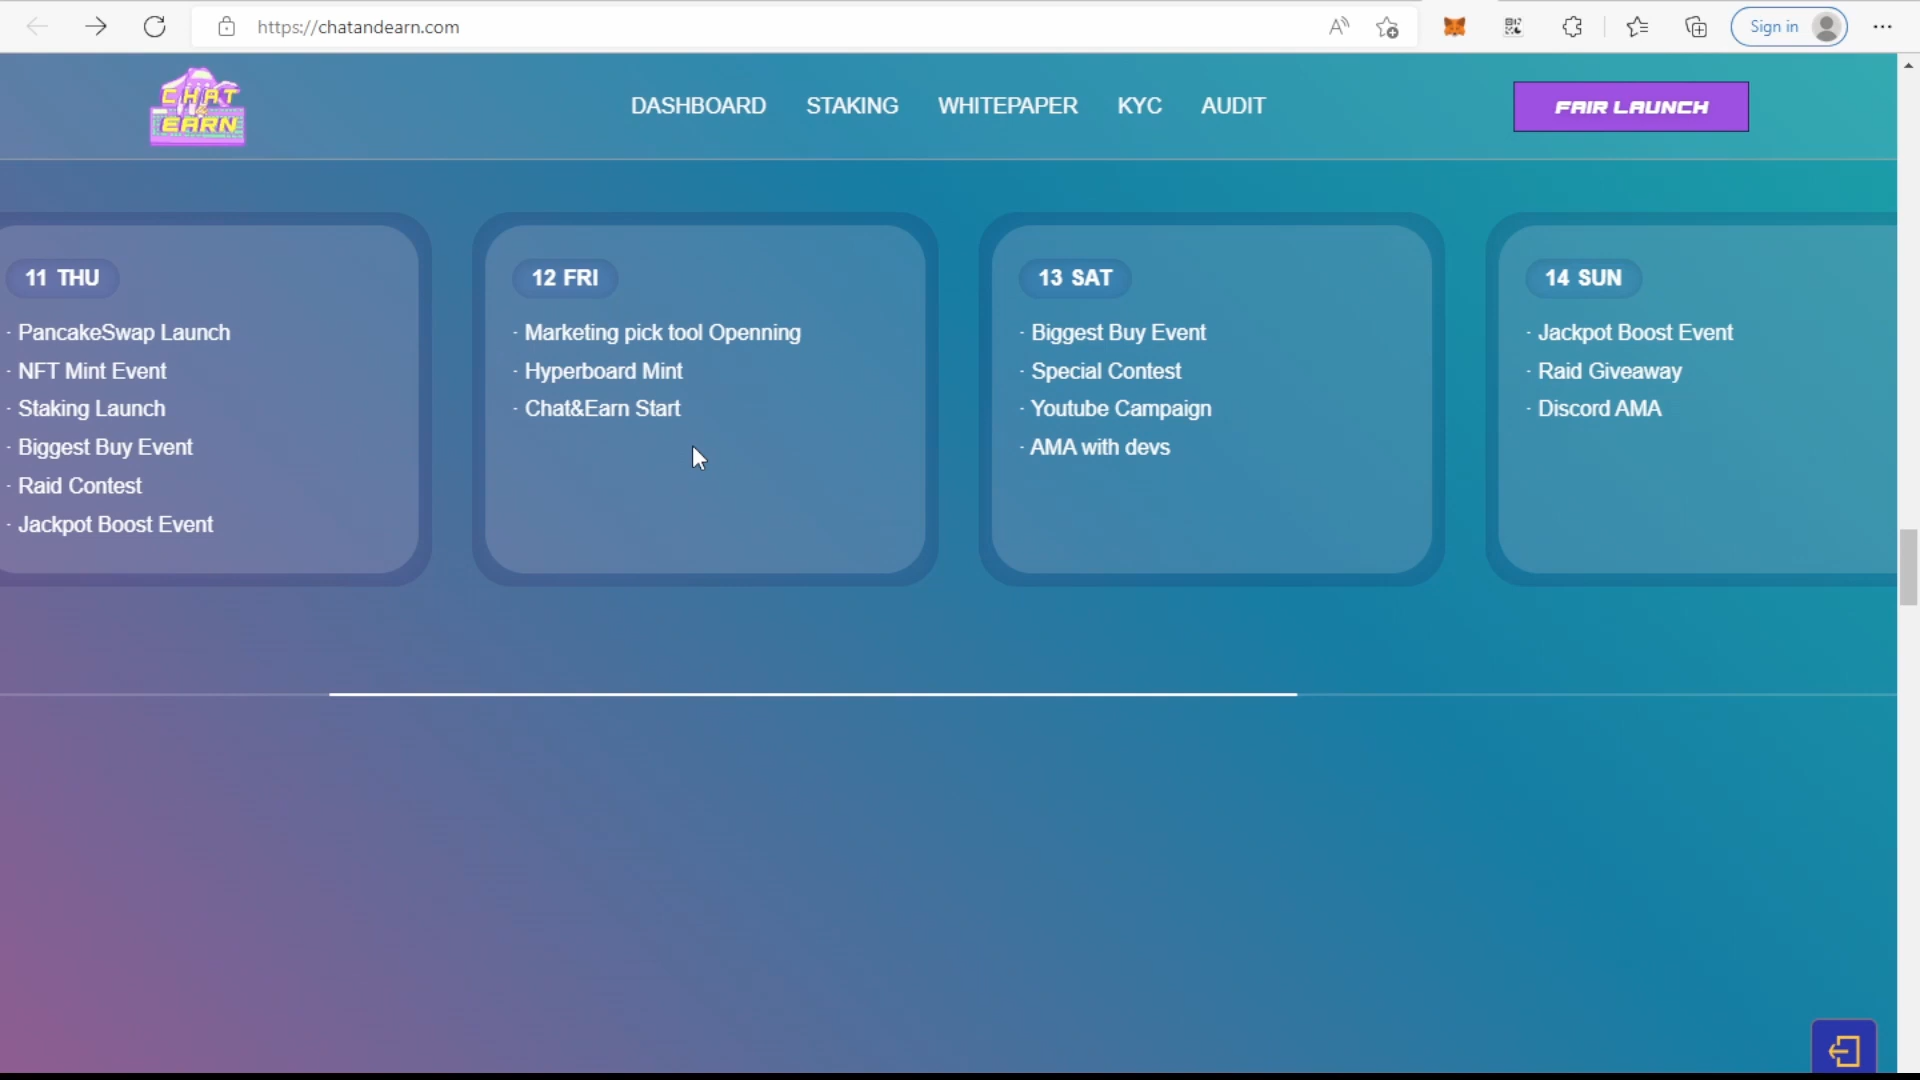 https://chatandearn.com
Sign in
CHAT
&
EARN
DASHBOARD STAKING WHITEPAPER KYC AUDIT
FAIR LAUNCH
11 THU
· PancakeSwap Launch
· NFT Mint Event
· Staking Launch
· Biggest Buy Event
· Raid Contest
· Jackpot Boost Event
12 FRI
· Marketing pick tool Openning
· Hyperboard Mint
· Chat&Earn Start
13 SAT
· Biggest Buy Event
· Special Contest
· Youtube Campaign
· AMA with devs
14 SUN
· Jackpot Boost Event
· Raid Giveaway
· Discord AMA